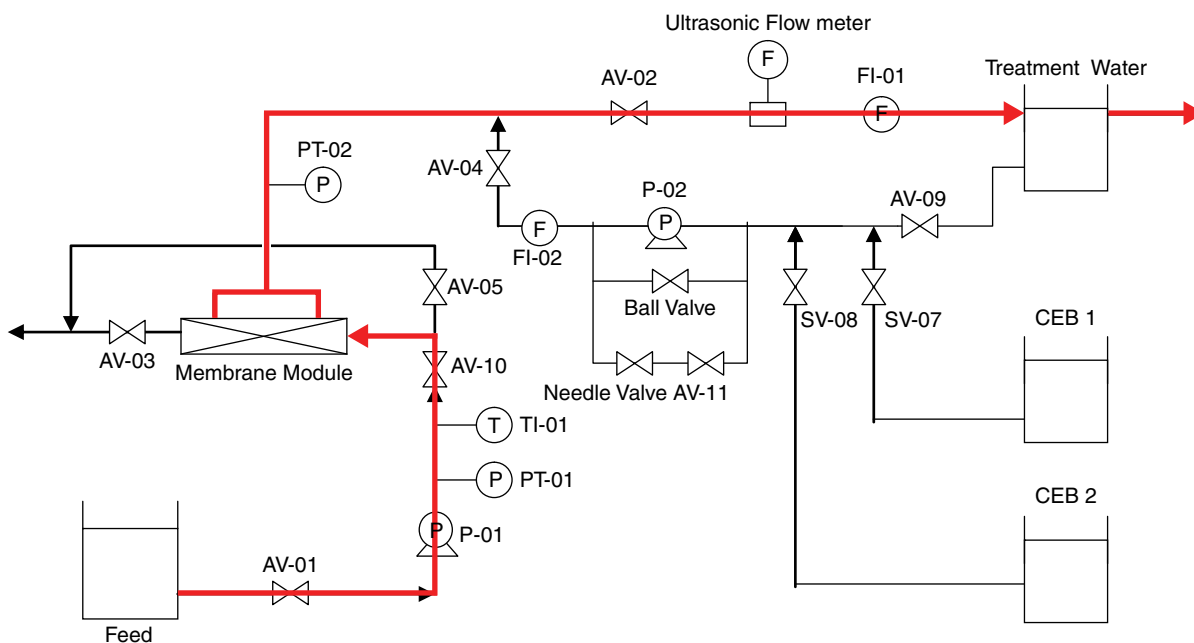 Ultrasonic Flow meter
F
AV-02
FI-01
F
Treatment Water
PT-02
P
AV-04
P-02
P
AV-09
F
FI-02
AV-05
Ball Valve
SV-08
SV-07
CEB 1
AV-03
Membrane Module
AV-10
Needle Valve AV-11
T
TI-01
P
PT-01
CEB 2
P
P-01
AV-01
Feed